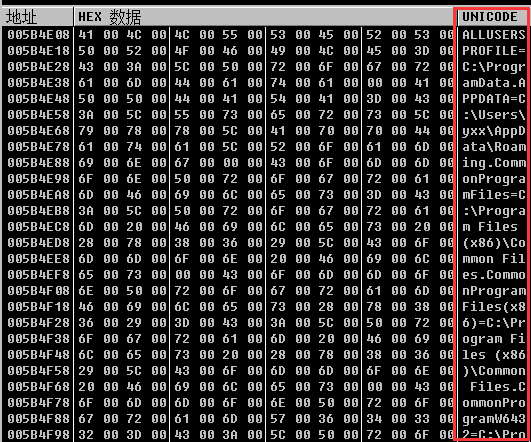 地址 HEX 数据 UNICODE
005B4E08 41 00 4C 00 4C 00 55 00 53 00 45 00 52 00 53 00 ALLUSERS
005B4E18 50 00 52 00 4F 00 46 00 49 00 4C 00 45 00 3D 00 PROFILE=
005B4E28 43 00 3A 00 5C 00 50 00 72 00 6F 00 67 00 72 00 C:\Progr
005B4E38 61 00 6D 00 44 00 61 00 74 00 61 00 00 00 41 00 amData.A
005B4E48 50 00 50 00 44 00 41 00 54 00 41 00 3D 00 43 00 PPDATA=C
005B4E58 3A 00 5C 00 55 00 73 00 65 00 72 00 73 00 5C 00 :\Users\
005B4E68 79 00 78 00 78 00 5C 00 41 00 70 00 70 00 44 00 yxx\AppD
005B4E78 61 00 74 00 61 00 5C 00 52 00 6F 00 61 00 6D 00 ata\Roam
005B4E88 69 00 6E 00 67 00 00 00 43 00 6F 00 6D 00 6D 00 ing.Comm
005B4E98 6F 00 6E 00 50 00 72 00 6F 00 67 00 72 00 61 00 onProgra
005B4EA8 6D 00 46 00 69 00 6C 00 65 00 73 00 3D 00 43 00 mFiles=C
005B4EB8 3A 00 5C 00 50 00 72 00 6F 00 67 00 72 00 61 00 :\Progra
005B4EC8 6D 00 20 00 46 00 69 00 6C 00 65 00 73 00 20 00 m Files
005B4ED8 28 00 78 00 38 00 36 00 29 00 5C 00 43 00 6F 00 (x86)\Co
005B4EE8 6D 00 6D 00 6F 00 6E 00 20 00 46 00 69 00 6C 00 mmon Fil
005B4EF8 65 00 73 00 00 00 43 00 6F 00 6D 00 6D 00 6F 00 es.Commo
005B4F08 6E 00 50 00 72 00 6F 00 67 00 72 00 61 00 6D 00 nProgram
005B4F18 46 00 69 00 6C 00 65 00 73 00 28 00 78 00 38 00 Files(x8
005B4F28 36 00 29 00 3D 00 43 00 3A 00 5C 00 50 00 72 00 6)=C:\Pr
005B4F38 6F 00 67 00 72 00 61 00 6D 00 20 00 46 00 69 00 ogram Fi
005B4F48 6C 00 65 00 73 00 20 00 28 00 78 00 38 00 36 00 les (x86
005B4F58 29 00 5C 00 43 00 6F 00 6D 00 6D 00 6F 00 6E 00 )\Common
005B4F68 20 00 46 00 69 00 6C 00 65 00 73 00 00 00 43 00 Files.C
005B4F78 6F 00 6D 00 6D 00 6F 00 6E 00 50 00 72 00 6F 00 ommonPro
005B4F88 67 00 72 00 61 00 6D 00 57 00 36 00 34 00 33 00 gramW643
005B4F98 32 00 3D 00 43 00 3A 00 5C 00 50 00 72 00 6F 00 2=C:\Pro